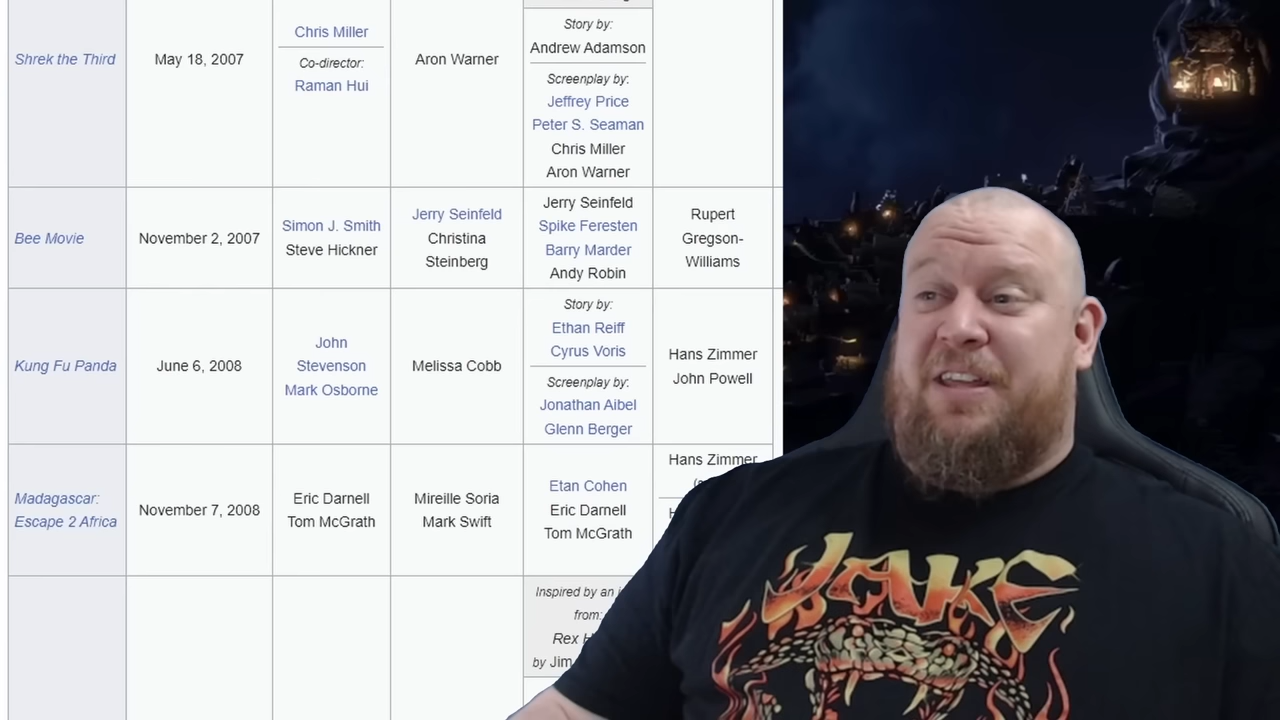 Shrek the Third
May 18, 2007
Chris Miller
Co-director:
Raman Hui
Aron Warner
Story by:
Andrew Adamson
Screenplay by:
Jeffrey Price
Peter S. Seaman
Chris Miller
Aron Warner
Bee Movie
November 2, 2007
Simon J. Smith
Steve Hickner
Jerry Seinfeld
Christina
Steinberg
Jerry Seinfeld
Spike Feresten
Barry Marder
Andy Robin
Rupert
Gregson-
Williams
Kung Fu Panda
June 6, 2008
John
Stevenson
Mark Osborne
Melissa Cobb
Story by:
Ethan Reiff
Cyrus Voris
Screenplay by:
Jonathan Aibel
Glenn Berger
Hans Zimmer
John Powell
Madagascar:
Escape 2 Africa
November 7, 2008
Eric Darnell
Tom McGrath
Mireille Soria
Mark Swift
Etan Cohen
Eric Darnell
Tom McGrath
Hans Zimmer
Inspired by an
from:
Rex
by Jim
JAKE